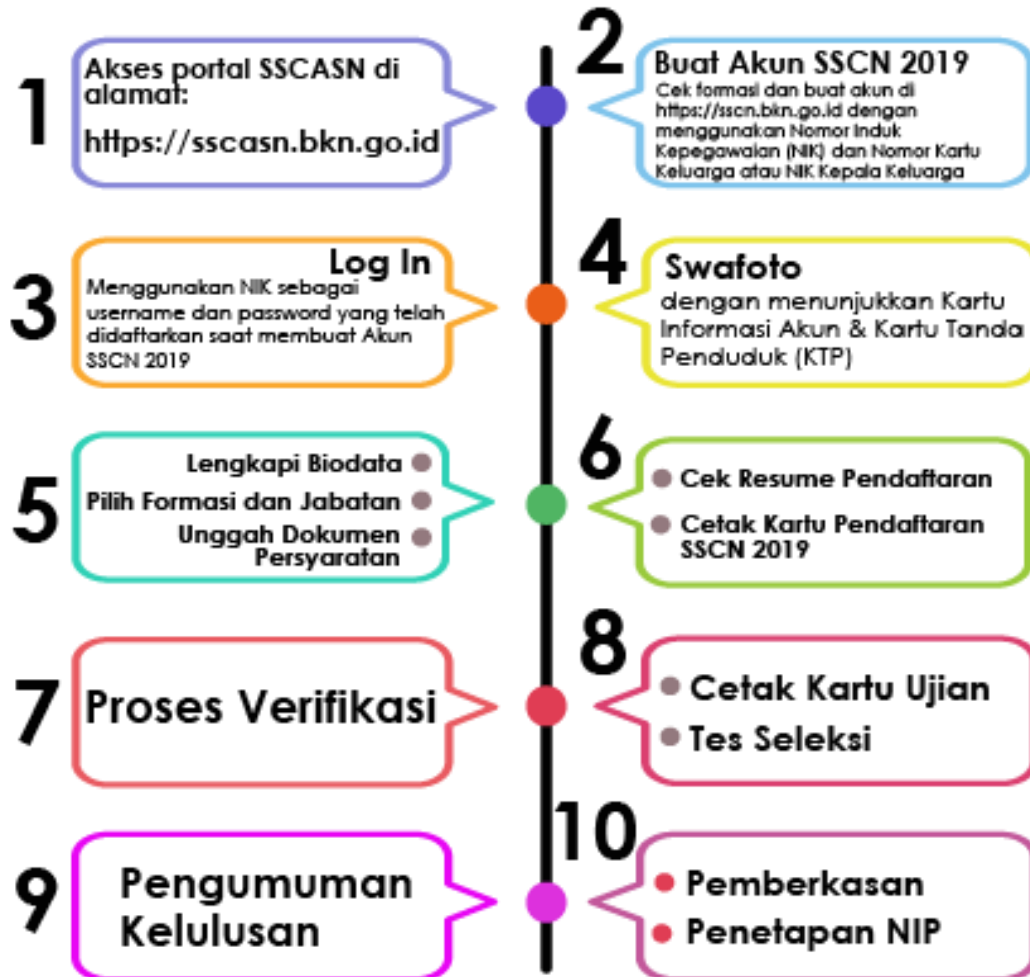 1
Akses portal SSCASN di
alamat:
https://sscasn.bkn.go.id
2
Buat Akun SSCN 2019
Cek formasi dan buat akun di
https://sscn.bkn.go.id dengan
menggunakan Nomor Induk
Kepegawaian (NIK) dan Nomor Kartu
Keluarga atau NIK Kepala Keluarga
3
Log In
Menggunakan NIK sebagai
username dan password yang telah
didaftarkan saat membuat Akun
SSCN 2019
4
Swafoto
dengan menunjukkan Kartu
Informasi Akun & Kartu Tanda
Penduduk (KTP)
5
Lengkapi Biodata
Pilih Formasi dan Jabatan
Unggah Dokumen
Persyaratan
6
Cek Resume Pendaftaran
Cetak Kartu Pendaftaran
SSCN 2019
7
Proses Verifikasi
8
Cetak Kartu Ujian
Tes Seleksi
9
Pengumuman
Kelulusan
10
Pemberkasan
Penetapan NIP